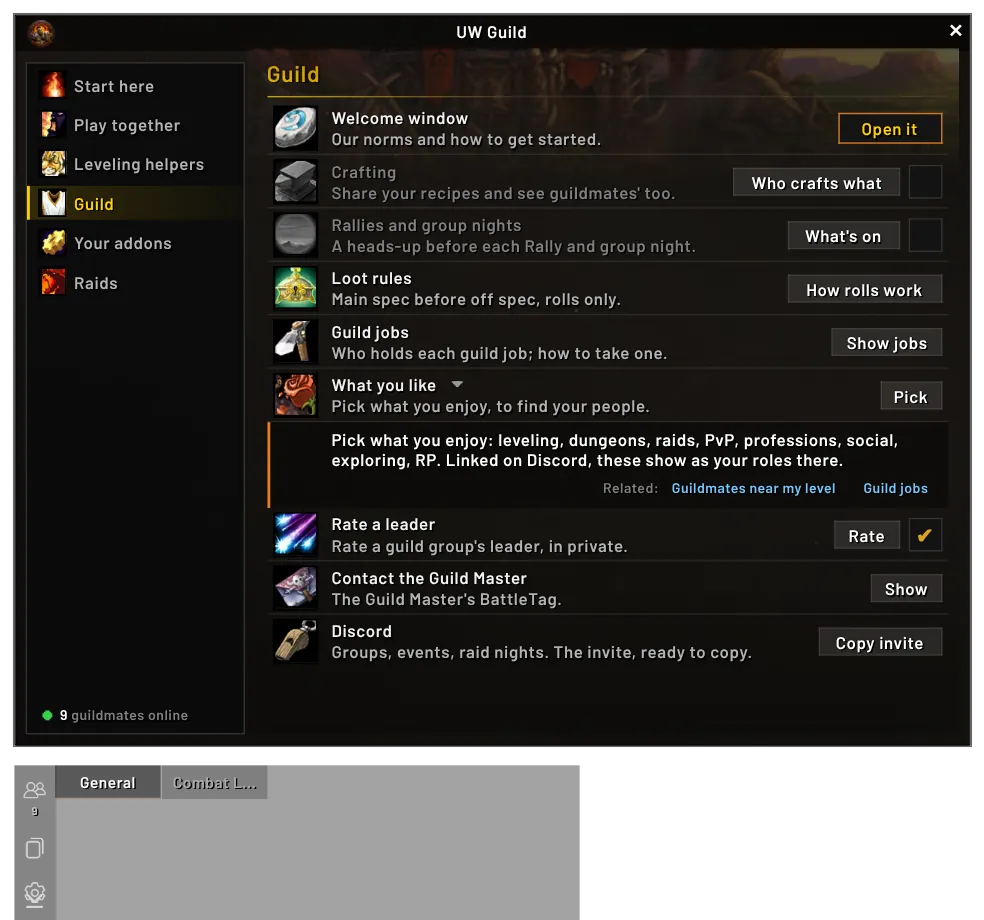 UW Guild
Start here
Play together
Leveling helpers
Guild
Your addons
Raids
9 guildmates online
Guild
Welcome window
Our norms and how to get started.
Open it
Crafting
Share your recipes and see guildmates' too.
Who crafts what
Rallies and group nights
A heads-up before each Rally and group night.
What's on
Loot rules
Main spec before off spec, rolls only.
How rolls work
Guild jobs
Who holds each guild job; how to take one.
Show jobs
What you like
Pick what you enjoy, to find your people.
Pick
Pick what you enjoy: leveling, dungeons, raids, PvP, professions, social,
exploring, RP. Linked on Discord, these show as your roles there.
Related: Guildmates near my level Guild jobs
Rate a leader
Rate a guild group's leader, in private.
Rate
Contact the Guild Master
The Guild Master's BattleTag.
Show
Discord
Groups, events, raid nights. The invite, ready to copy.
Copy invite
General
Combat L...
9